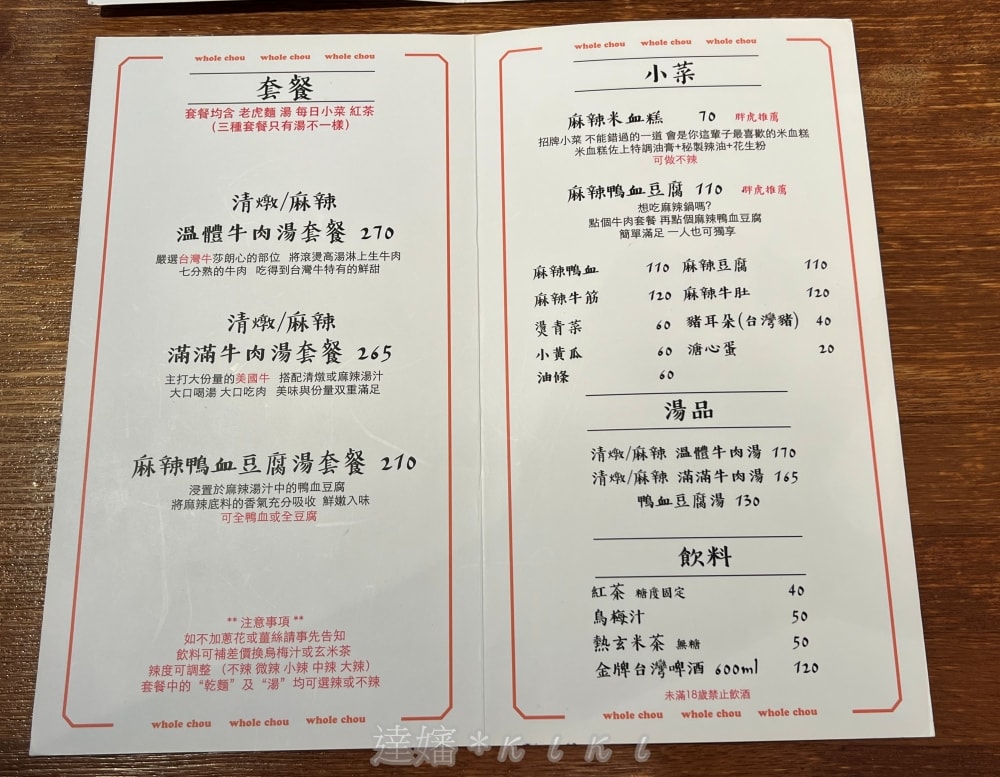 whole chou whole chou whole chou
套餐
套餐均含 老虎麵 湯 每日小菜 紅茶
(三種套餐只有湯不一樣)
清燉/麻辣
溫體牛肉湯套餐 270
嚴選台灣牛莎朗心的部位 將滾燙高湯淋上生牛肉
七分熟的牛肉 吃得到台灣牛特有的鮮甜
清燉/麻辣
滿滿牛肉湯套餐 265
主打大份量的美國牛 搭配清燉或麻辣湯汁
大口喝湯 大口吃肉 美味與份量双重滿足
麻辣鴨血豆腐湯套餐 210
浸置於麻辣湯汁中的鴨血豆腐
將麻辣底料的香氣充分吸收 鮮嫩入味
可全鴨血或全豆腐
** 注意事項 **
如不加蔥花或薑絲請事先告知
飲料可補差價換烏梅汁或玄米茶
辣度可調整 (不辣 微辣 小辣 中辣 大辣)
套餐中的“乾麵”及“湯”均可選辣或不辣
whole chou whole chou whole chou
whole chou whole chou whole chou
小菜
麻辣米血糕 70 胖虎推薦
招牌小菜 不能錯過的一道 會是你這輩子最喜歡的米血糕
米血糕佐上特調油膏+秘製辣油+花生粉
可做不辣
麻辣鴨血豆腐 110 胖虎推薦
想吃麻辣鍋嗎?
點個牛肉套餐 再點個麻辣鴨血豆腐
簡單滿足 一人也可獨享
麻辣鴨血 110 麻辣豆腐 110
麻辣牛筋 120 麻辣牛肚 120
燙青菜 60 豬耳朵(台灣豬) 40
小黃瓜 60 溏心蛋 20
油條 60
湯品
清燉/麻辣 溫體牛肉湯 170
清燉/麻辣 滿滿牛肉湯 165
鴨血豆腐湯 130
飲料
紅茶 糖度固定 40
烏梅汁 50
熱玄米茶 無糖 50
金牌台灣啤酒 600ml 120
未滿18歲禁止飲酒
whole chou whole chou whole chou
達嬸*KIKI